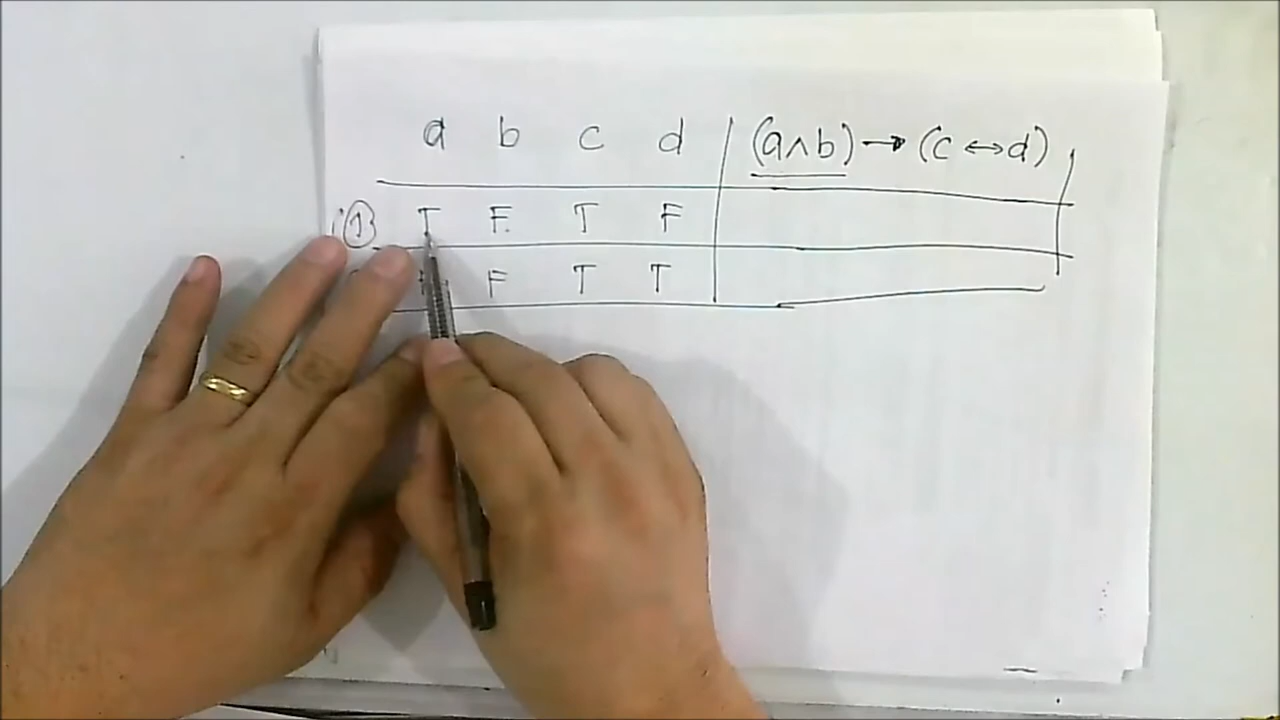 a b c d (a∧b) → (c ↔ d)
① T F T F
F T T